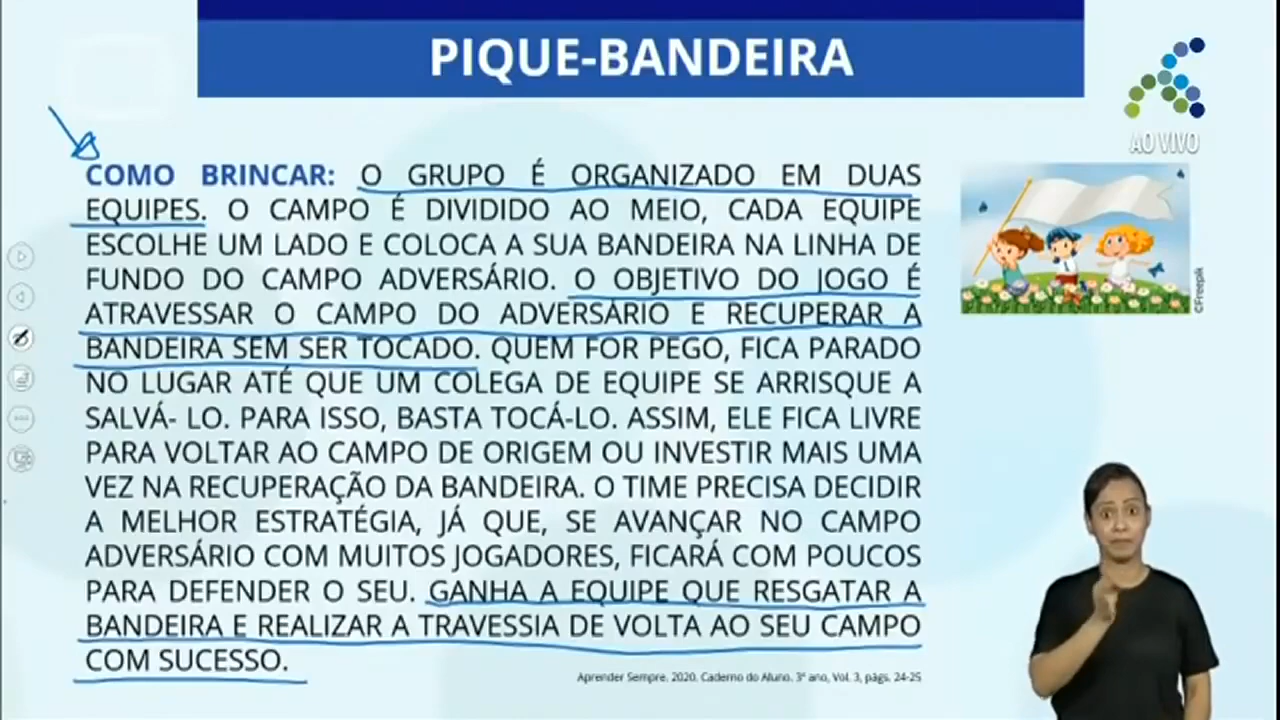 PIQUE-BANDEIRA
AO VIVO
COMO BRINCAR: O GRUPO É ORGANIZADO EM DUAS
EQUIPES. O CAMPO É DIVIDIDO AO MEIO, CADA EQUIPE
ESCOLHE UM LADO E COLOCA A SUA BANDEIRA NA LINHA DE
FUNDO DO CAMPO ADVERSÁRIO. O OBJETIVO DO JOGO É
ATRAVESSAR O CAMPO DO ADVERSÁRIO E RECUPERAR A
BANDEIRA SEM SER TOCADO. QUEM FOR PEGO, FICA PARADO
NO LUGAR ATÉ QUE UM COLEGA DE EQUIPE SE ARRISQUE A
SALVÁ- LO. PARA ISSO, BASTA TOCÁ-LO. ASSIM, ELE FICA LIVRE
PARA VOLTAR AO CAMPO DE ORIGEM OU INVESTIR MAIS UMA
VEZ NA RECUPERAÇÃO DA BANDEIRA. O TIME PRECISA DECIDIR
A MELHOR ESTRATÉGIA, JÁ QUE, SE AVANÇAR NO CAMPO
ADVERSÁRIO COM MUITOS JOGADORES, FICARÁ COM POUCOS
PARA DEFENDER O SEU. GANHA A EQUIPE QUE RESGATAR A
BANDEIRA E REALIZAR A TRAVESSIA DE VOLTA AO SEU CAMPO
COM SUCESSO.
©Freepik
Aprender Sempre. 2020. Caderno do Aluno. 3º ano, Vol. 3, págs. 24-25